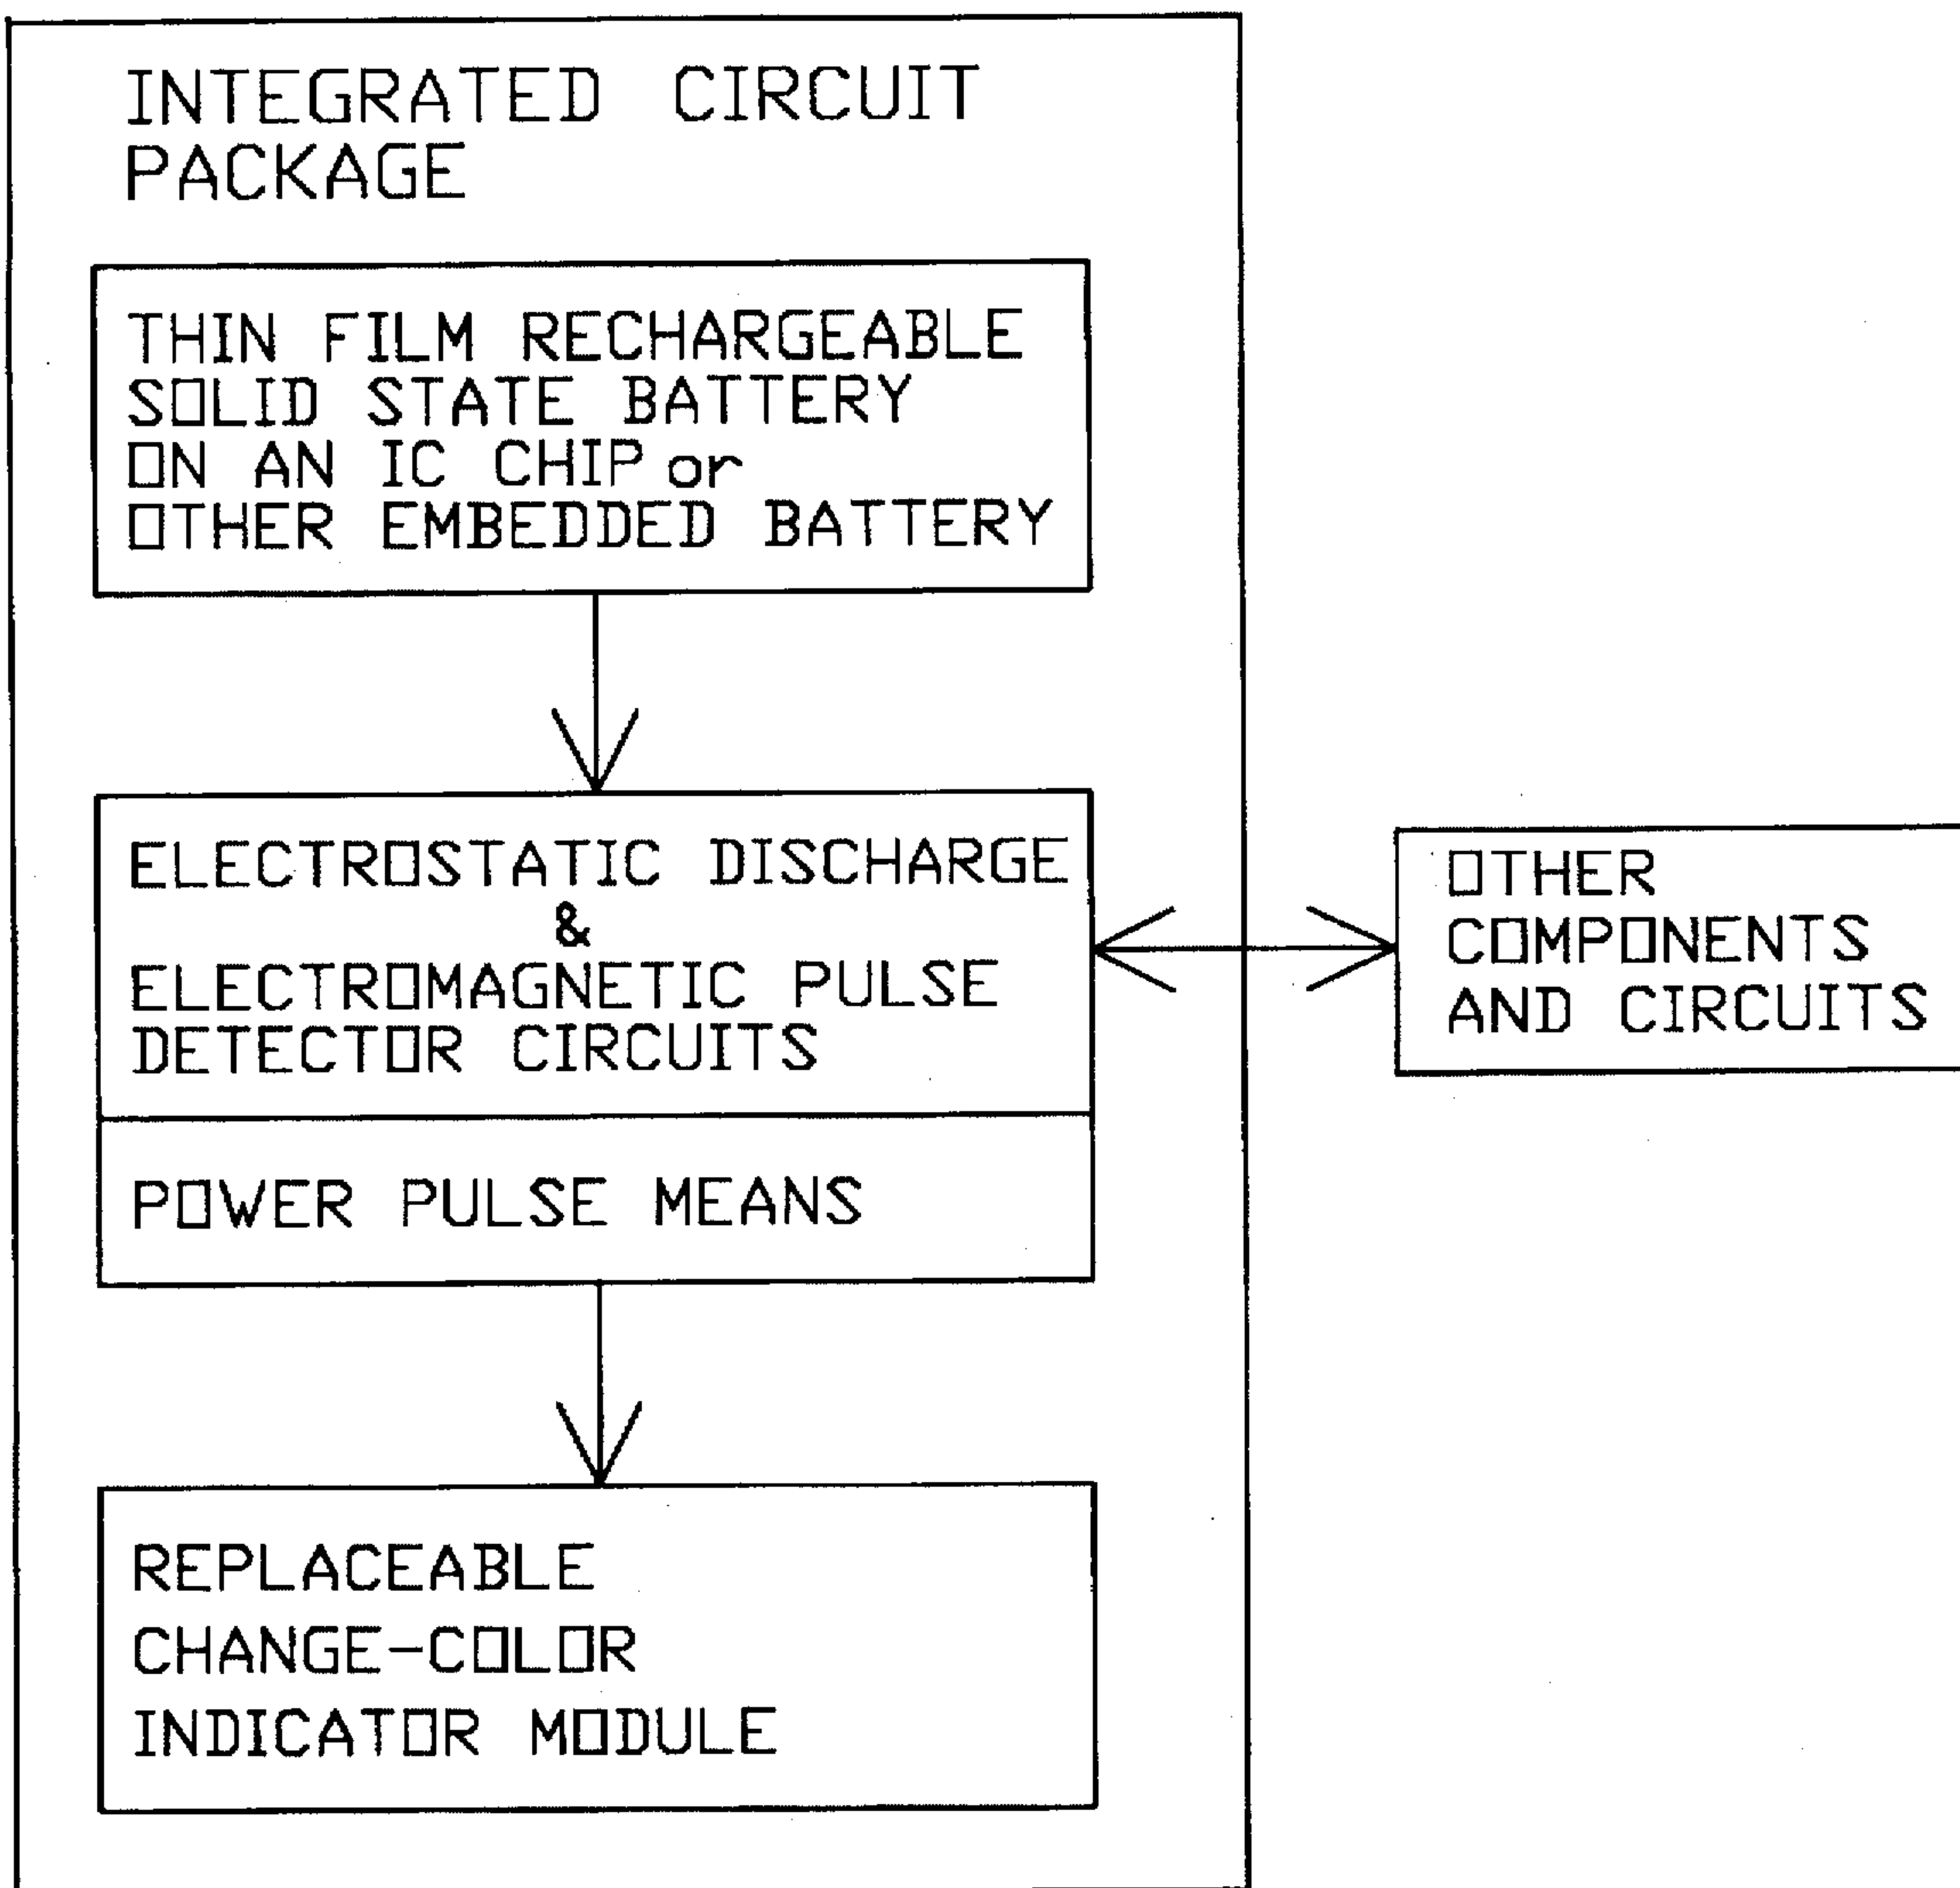 INTEGRATED CIRCUIT
PACKAGE
THIN FILM RECHARGEABLE
SOLID STATE BATTERY
ON AN IC CHIP or
OTHER EMBEDDED BATTERY
ELECTROSTATIC DISCHARGE
&
ELECTROMAGNETIC PULSE
DETECTOR CIRCUITS
POWER PULSE MEANS
OTHER
COMPONENTS
AND CIRCUITS
REPLACEABLE
CHANGE-COLOR
INDICATOR MODULE